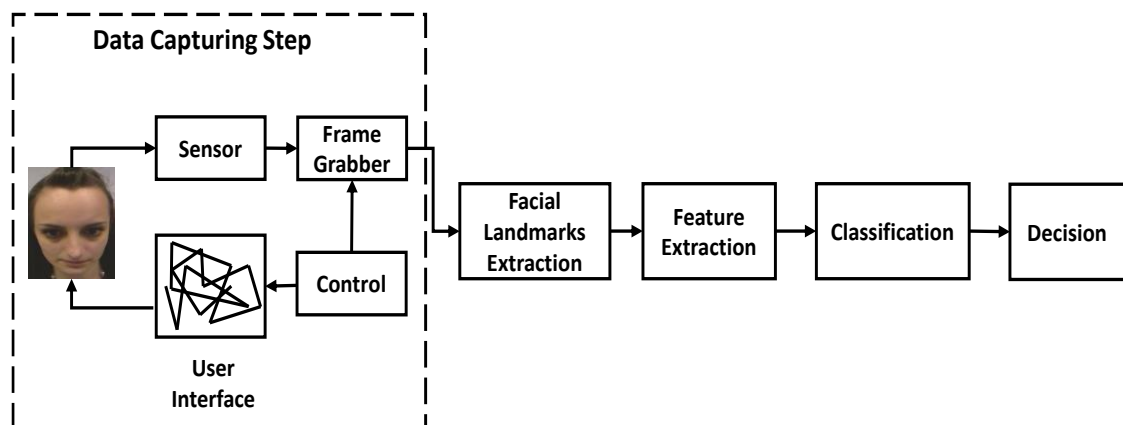 Data Capturing Step
Sensor
Frame
Grabber
Control
User
Interface
Facial
Landmarks
Extraction
Feature
Extraction
Classification
Decision